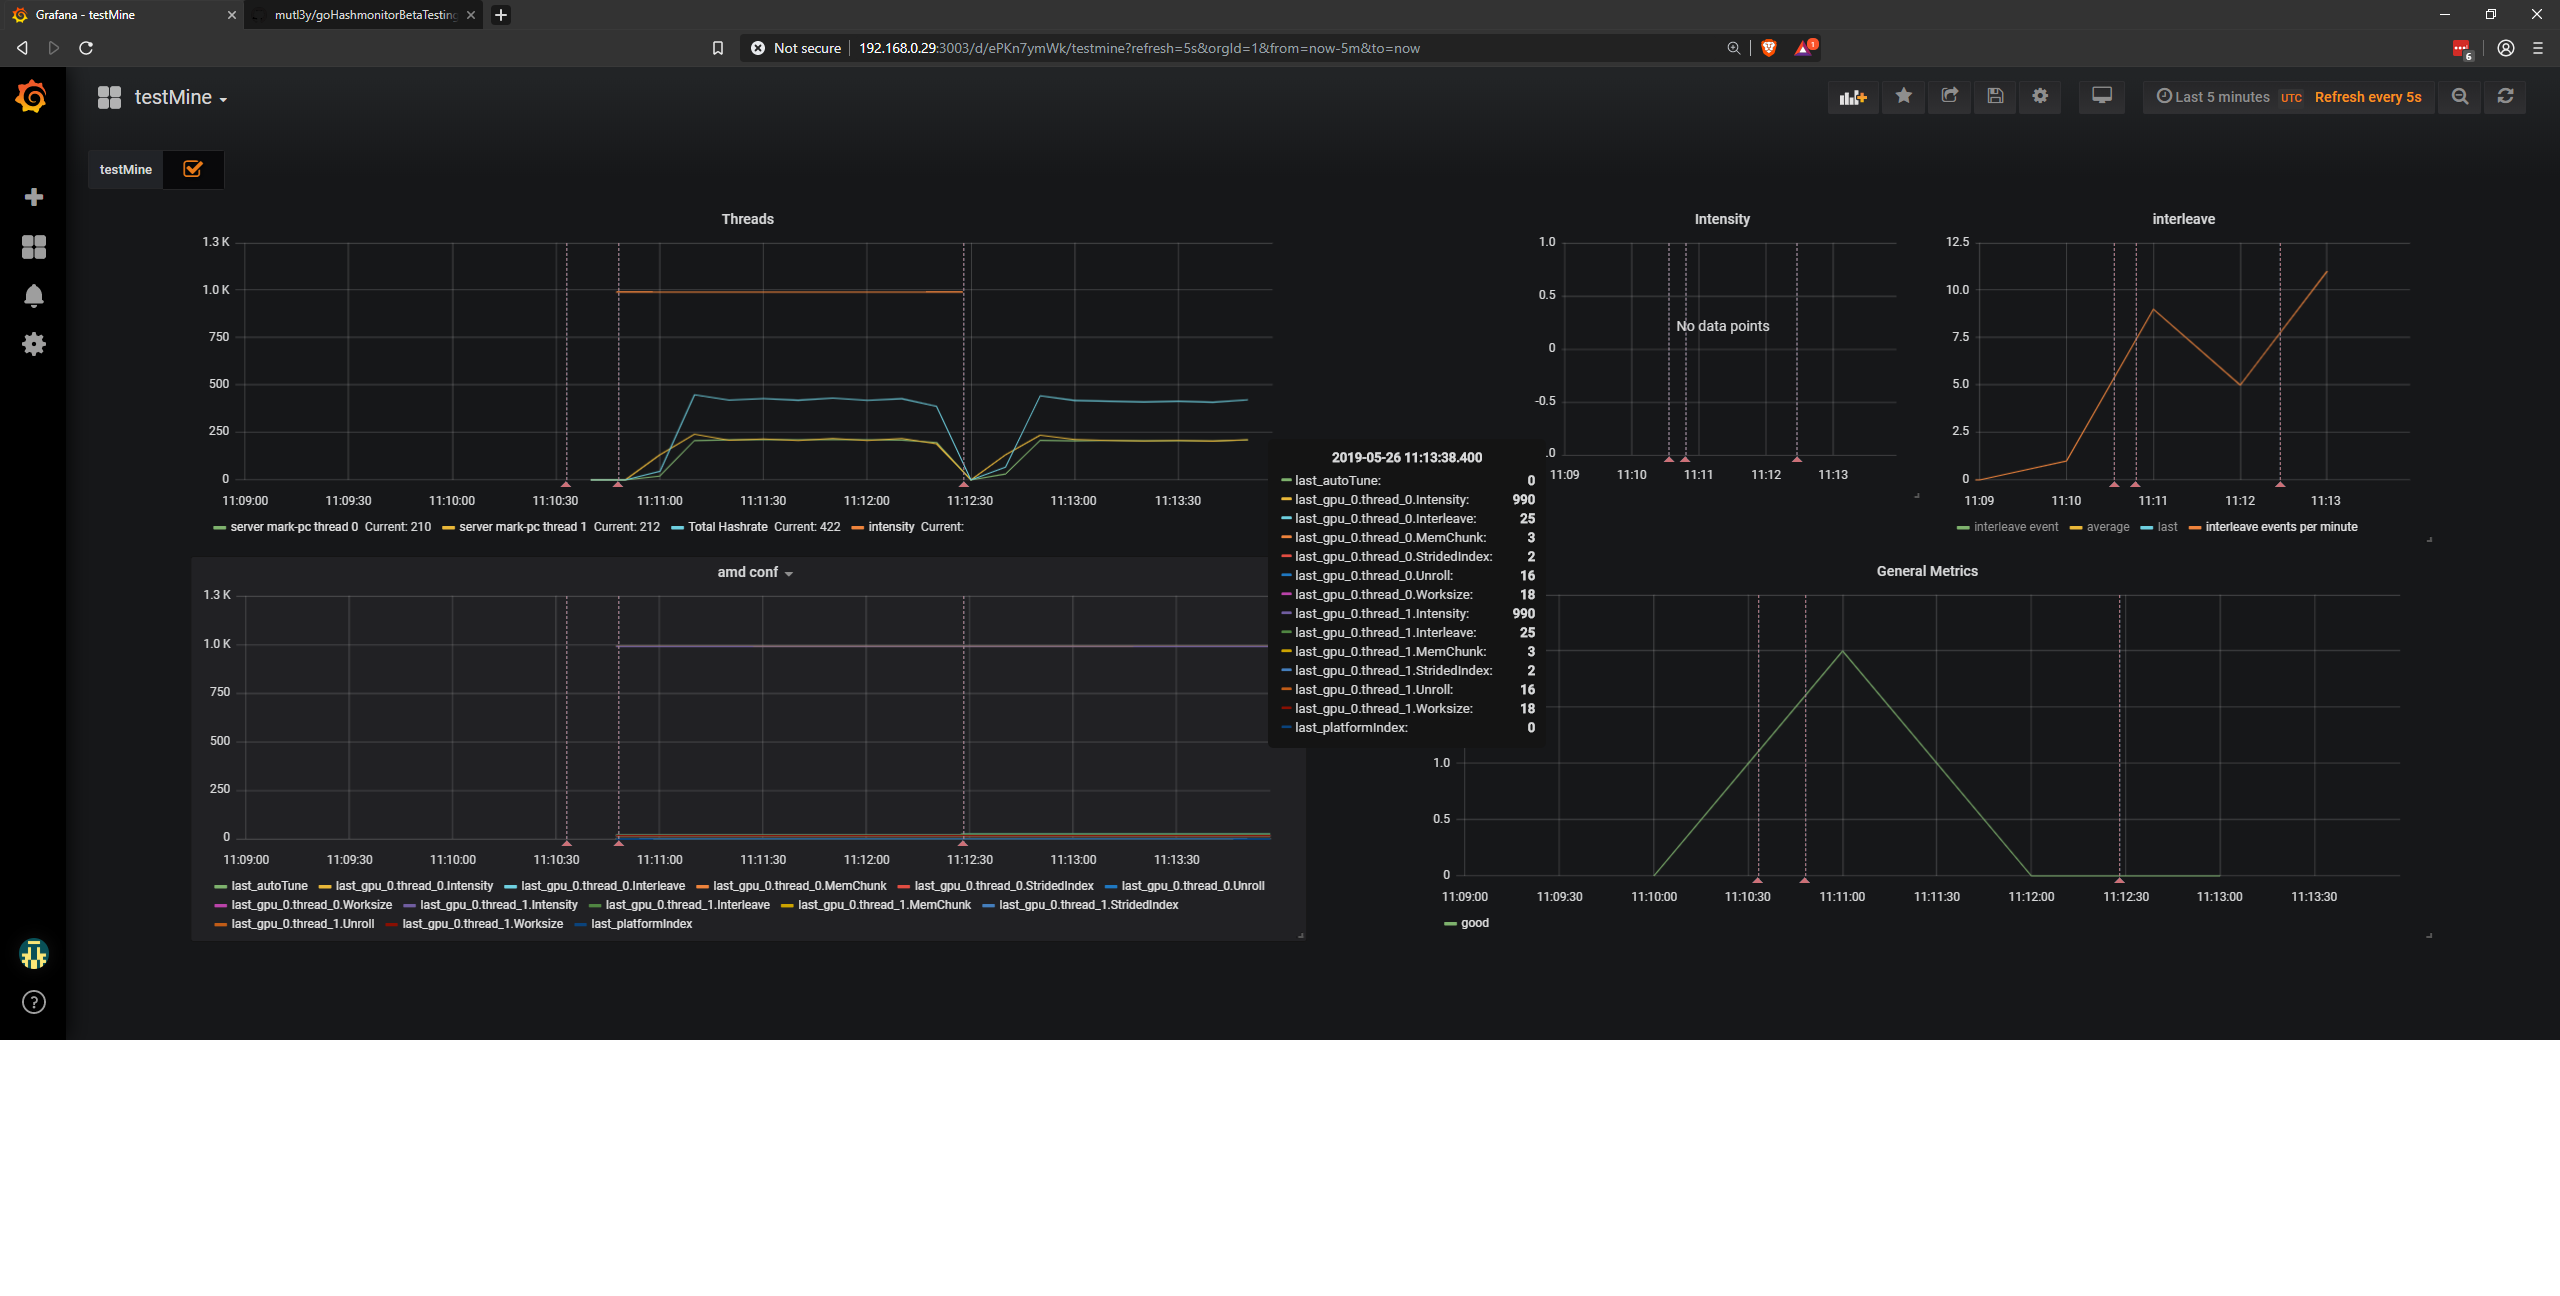 Grafana - testMine
mutl3y/goHashmonitorBetaTesting
Not secure 192.168.0.29:3003/d/ePKn7ymWk/testmine?refresh=5s&orgId=1&from=now-5m&to=now 1 6
testMine Last 5 minutes UTC Refresh every 5s
testMine
Threads
1.3 K
1.0 K
750
500
250
0
11:09:00 11:09:30 11:10:00 11:10:30 11:11:00 11:11:30 11:12:00 11:12:30 11:13:00 11:13:30
server mark-pc thread 0 Current: 210 server mark-pc thread 1 Current: 212 Total Hashrate Current: 422 intensity Current:
Intensity
1.0
0.5
0
-0.5
.0
No data points
11:09 11:10 11:11 11:12 11:13
interleave
12.5
10.0
7.5
5.0
2.5
0
11:09 11:10 11:11 11:12 11:13
interleave event average last interleave events per minute
amd conf
1.3 K
1.0 K
750
500
250
0
11:09:00 11:09:30 11:10:00 11:10:30 11:11:00 11:11:30 11:12:00 11:12:30 11:13:00 11:13:30
last_autoTune last_gpu_0.thread_0.Intensity last_gpu_0.thread_0.Interleave last_gpu_0.thread_0.MemChunk last_gpu_0.thread_0.StridedIndex last_gpu_0.thread_0.Unroll
last_gpu_0.thread_0.Worksize last_gpu_0.thread_1.Intensity last_gpu_0.thread_1.Interleave last_gpu_0.thread_1.MemChunk last_gpu_0.thread_1.StridedIndex
last_gpu_0.thread_1.Unroll last_gpu_0.thread_1.Worksize last_platformIndex
2019-05-26 11:13:38.400
last_autoTune: 0
last_gpu_0.thread_0.Intensity: 990
last_gpu_0.thread_0.Interleave: 25
last_gpu_0.thread_0.MemChunk: 3
last_gpu_0.thread_0.StridedIndex: 2
last_gpu_0.thread_0.Unroll: 16
last_gpu_0.thread_0.Worksize: 18
last_gpu_0.thread_1.Intensity: 990
last_gpu_0.thread_1.Interleave: 25
last_gpu_0.thread_1.MemChunk: 3
last_gpu_0.thread_1.StridedIndex: 2
last_gpu_0.thread_1.Unroll: 16
last_gpu_0.thread_1.Worksize: 18
last_platformIndex: 0
General Metrics
1.0
0.5
0
11:09:00 11:09:30 11:10:00 11:10:30 11:11:00 11:11:30 11:12:00 11:12:30 11:13:00 11:13:30
good